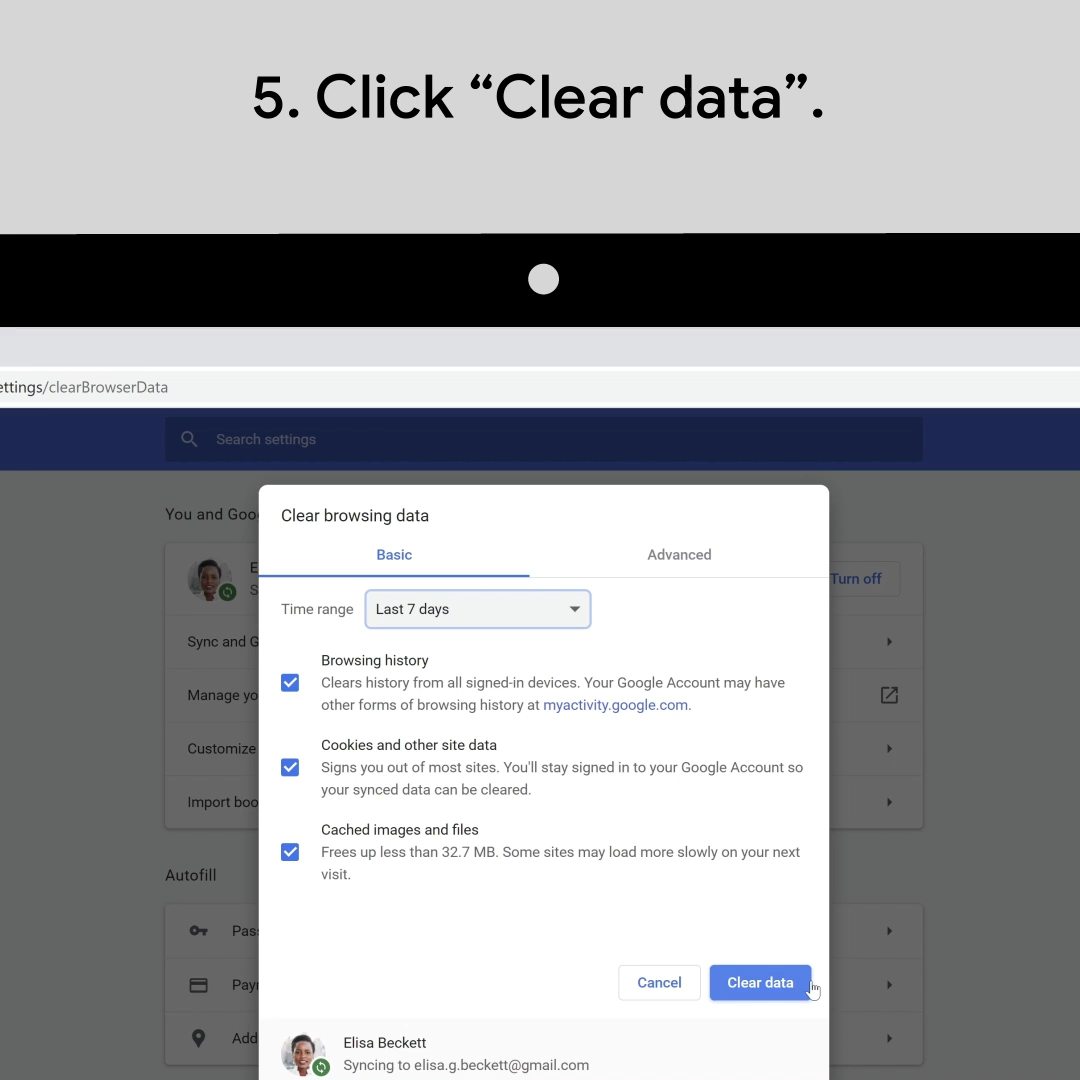 5. Click “Clear data”.
ettings/clearBrowserData
Search settings
You and Goo
Clear browsing data
Basic
Advanced
E
S
Turn off
Time range
Last 7 days
Sync and G
Browsing history
Clears history from all signed-in devices. Your Google Account may have
other forms of browsing history at myactivity.google.com.
Manage yo
Cookies and other site data
Customize
Signs you out of most sites. You'll stay signed in to your Google Account so
your synced data can be cleared.
Import boo
Cached images and files
Frees up less than 32.7 MB. Some sites may load more slowly on your next
visit.
Autofill
Pass
Payn
Cancel
Clear data
Add
Elisa Beckett
Syncing to elisa.g.beckett@gmail.com